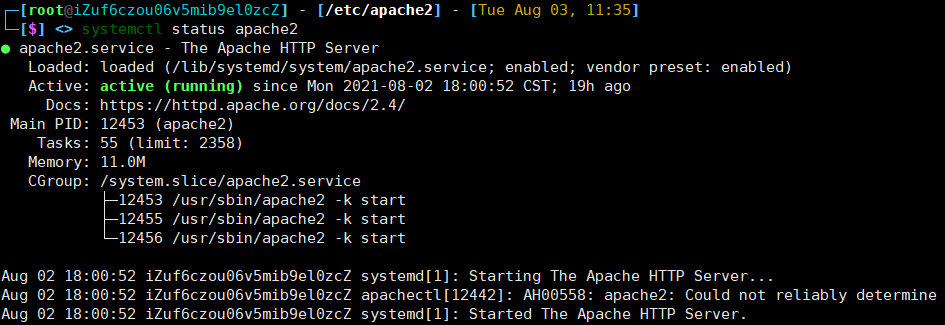 ┌─[root@iZuf6czou06v5mib9el0zcZ] - [/etc/apache2] - [Tue Aug 03, 11:35]
└─[$] <> systemctl status apache2
● apache2.service - The Apache HTTP Server
   Loaded: loaded (/lib/systemd/system/apache2.service; enabled; vendor preset: enabled)
   Active: active (running) since Mon 2021-08-02 18:00:52 CST; 19h ago
     Docs: https://httpd.apache.org/docs/2.4/
 Main PID: 12453 (apache2)
    Tasks: 55 (limit: 2358)
   Memory: 11.0M
   CGroup: /system.slice/apache2.service
           ├─12453 /usr/sbin/apache2 -k start
           ├─12455 /usr/sbin/apache2 -k start
           └─12456 /usr/sbin/apache2 -k start

Aug 02 18:00:52 iZuf6czou06v5mib9el0zcZ systemd[1]: Starting The Apache HTTP Server...
Aug 02 18:00:52 iZuf6czou06v5mib9el0zcZ apachectl[12442]: AH00558: apache2: Could not reliably determine
Aug 02 18:00:52 iZuf6czou06v5mib9el0zcZ systemd[1]: Started The Apache HTTP Server.